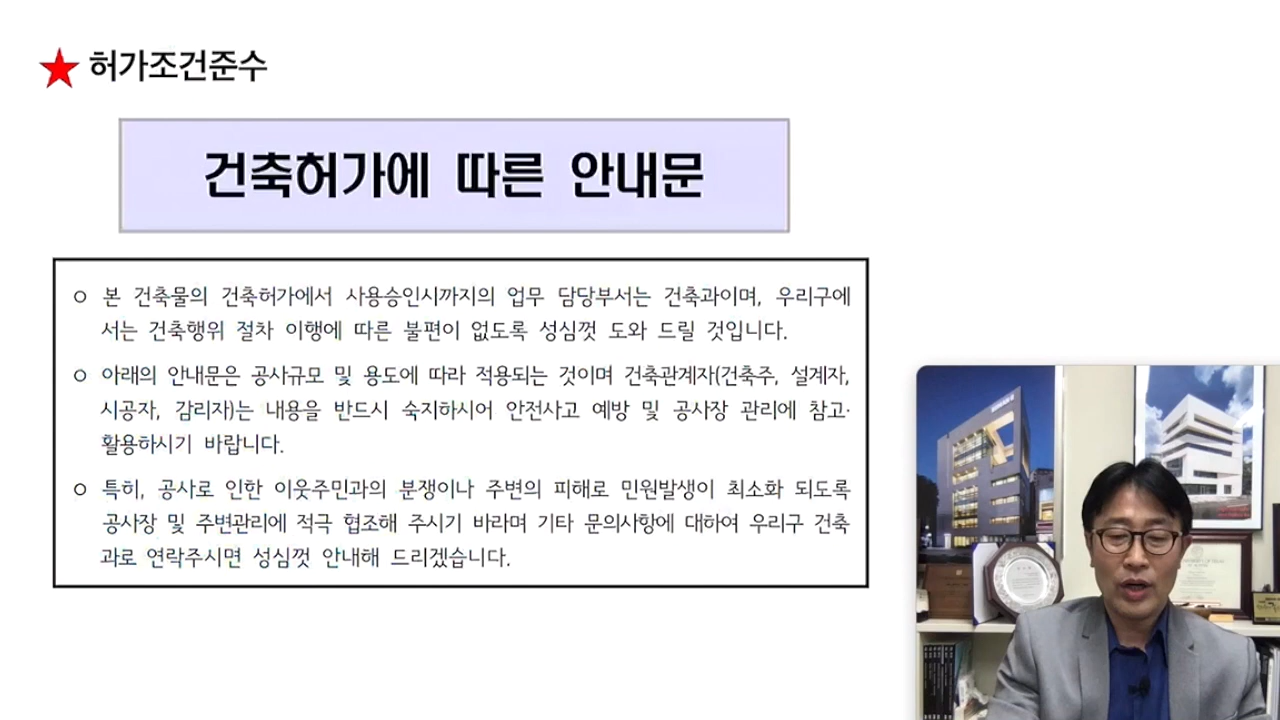 ★ 허가조건준수
건축허가에 따른 안내문
○ 본 건축물의 건축허가에서 사용승인시까지의 업무 담당부서는 건축과이며, 우리구에
서는 건축행위 절차 이행에 따른 불편이 없도록 성심껏 도와 드릴 것입니다.
○ 아래의 안내문은 공사규모 및 용도에 따라 적용되는 것이며 건축관계자(건축주, 설계자,
시공자, 감리자)는 내용을 반드시 숙지하시어 안전사고 예방 및 공사장 관리에 참고·
활용하시기 바랍니다.
○ 특히, 공사로 인한 이웃주민과의 분쟁이나 주변의 피해로 민원발생이 최소화 되도록
공사장 및 주변관리에 적극 협조해 주시기 바라며 기타 문의사항에 대하여 우리구 건축
과로 연락주시면 성심껏 안내해 드리겠습니다.